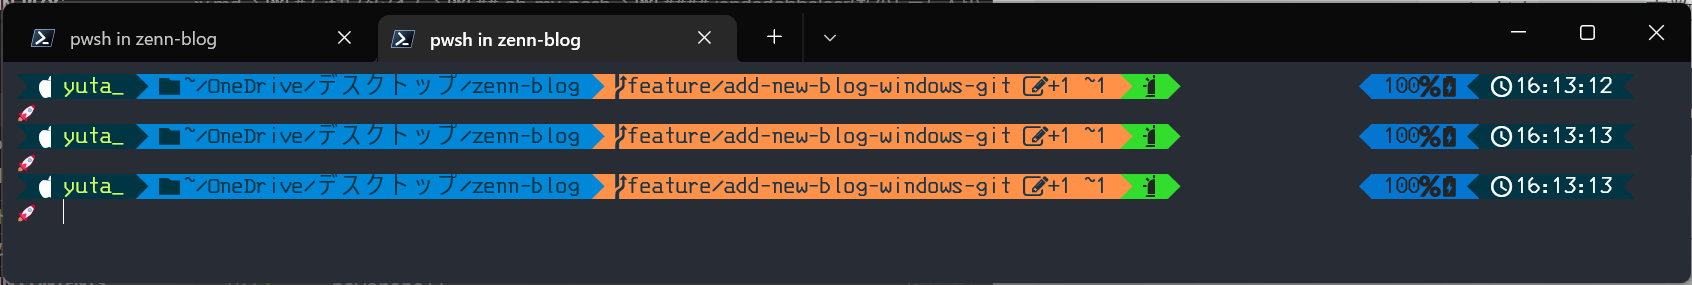 pwsh in zenn-blog
pwsh in zenn-blog
yuta_ ~/OneDrive/デスクトップ/zenn-blog feature/add-new-blog-windows-git +1 ~1 100% 16:13:12
yuta_ ~/OneDrive/デスクトップ/zenn-blog feature/add-new-blog-windows-git +1 ~1 100% 16:13:13
yuta_ ~/OneDrive/デスクトップ/zenn-blog feature/add-new-blog-windows-git +1 ~1 100% 16:13:13